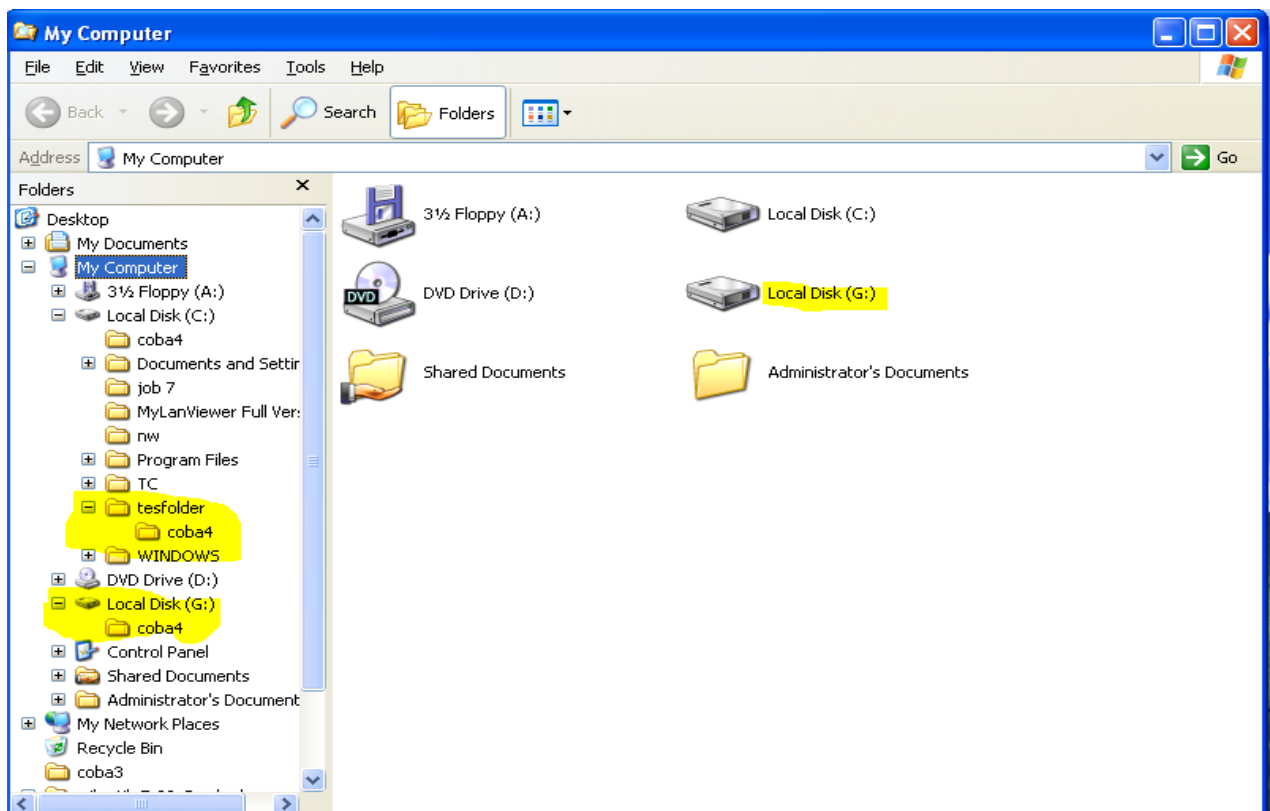 My Computer
File Edit View Favorites Tools Help
Back Search Folders
Address My Computer Go
Folders
Desktop
My Documents
My Computer
3½ Floppy (A:)
Local Disk (C:)
coba4
Documents and Settin
job 7
MyLanViewer Full Ver
nw
Program Files
TC
tesfolder
coba4
WINDOWS
DVD Drive (D:)
Local Disk (G:)
coba4
Control Panel
Shared Documents
Administrator's Document
My Network Places
Recycle Bin
coba3
3½ Floppy (A:)
Local Disk (C:)
DVD
DVD Drive (D:)
Local Disk (G:)
Shared Documents
Administrator's Documents